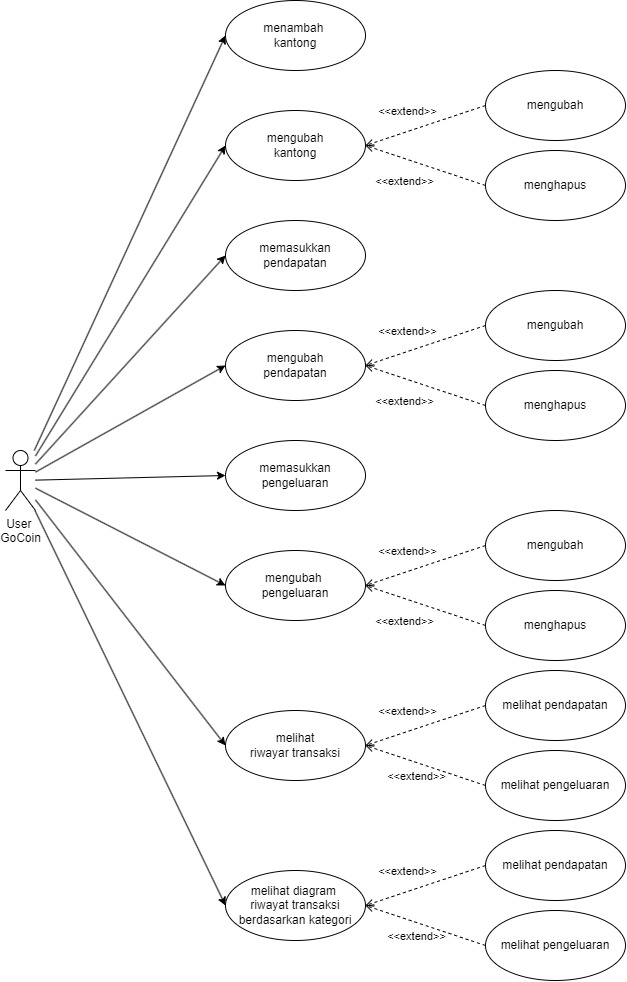 menambah
kantong
<<extend>>
mengubah
mengubah
kantong
<<extend>>
menghapus
memasukkan
pendapatan
<<extend>>
mengubah
mengubah
pendapatan
<<extend>>
menghapus
memasukkan
pengeluaran
User
GoCoin
<<extend>>
mengubah
mengubah
pengeluaran
<<extend>>
menghapus
<<extend>>
melihat pendapatan
melihat
riwayar transaksi
<<extend>>
melihat pengeluaran
<<extend>>
melihat pendapatan
melihat diagram
riwayat transaksi
berdasarkan kategori
<<extend>>
melihat pengeluaran